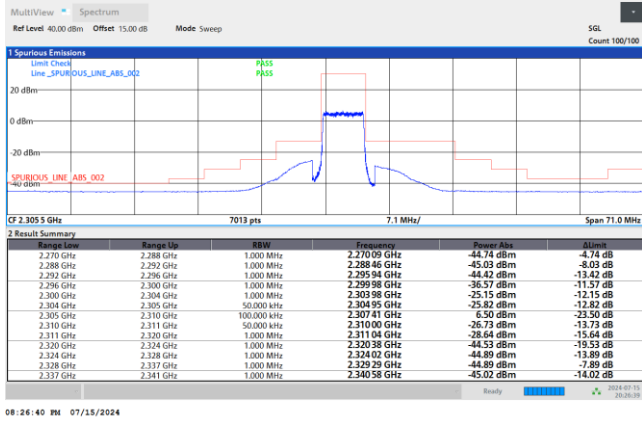 MultiView Spectrum
Ref Level 40.00 dBm Offset 15.00 dB Mode Sweep SGL
Count 100/100
1 Spurious Emissions
Limit Check PASS
Line _SPURIOUS_LINE_ABS_002 PASS
20 dBm
0 dBm
-20 dBm
_SPURIOUS_LINE_ABS_002
-40 dBm
CF 2.305 5 GHz 7013 pts 7.1 MHz/ Span 71.0 MHz
2 Result Summary
Range Low Range Up RBW Frequency Power Abs ΔLimit
2.270 GHz 2.288 GHz 1.000 MHz 2.270 09 GHz -44.74 dBm -4.74 dB
2.288 GHz 2.292 GHz 1.000 MHz 2.288 46 GHz -45.03 dBm -8.03 dB
2.292 GHz 2.296 GHz 1.000 MHz 2.295 94 GHz -44.42 dBm -13.42 dB
2.296 GHz 2.300 GHz 1.000 MHz 2.299 98 GHz -36.57 dBm -11.57 dB
2.300 GHz 2.304 GHz 1.000 MHz 2.303 98 GHz -25.15 dBm -12.15 dB
2.304 GHz 2.305 GHz 50.000 kHz 2.304 95 GHz -25.82 dBm -12.82 dB
2.305 GHz 2.310 GHz 100.000 kHz 2.307 41 GHz 6.50 dBm -23.50 dB
2.310 GHz 2.311 GHz 50.000 kHz 2.310 00 GHz -26.73 dBm -13.73 dB
2.311 GHz 2.320 GHz 1.000 MHz 2.311 04 GHz -28.64 dBm -15.64 dB
2.320 GHz 2.324 GHz 1.000 MHz 2.320 38 GHz -44.53 dBm -19.53 dB
2.324 GHz 2.328 GHz 1.000 MHz 2.324 02 GHz -44.89 dBm -13.89 dB
2.328 GHz 2.337 GHz 1.000 MHz 2.329 29 GHz -44.89 dBm -7.89 dB
2.337 GHz 2.341 GHz 1.000 MHz 2.340 58 GHz -45.02 dBm -14.02 dB
Ready 2024-07-15
20:26:39
08:26:40 PM 07/15/2024